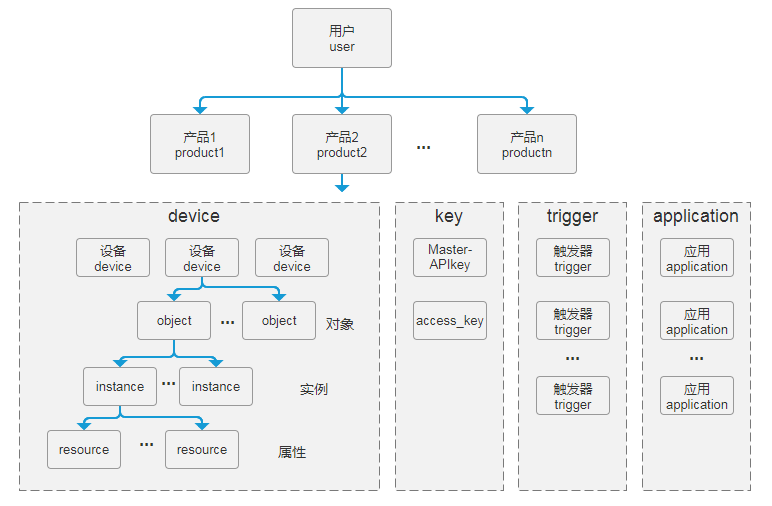 用户
user
产品1
product1
产品2
product2
...
产品n
productn
device
设备
device
设备
device
设备
device
object
...
object
对象
instance
...
instance
实例
resource
...
resource
属性
key
Master-
APIkey
access_key
trigger
触发器
trigger
触发器
trigger
...
触发器
trigger
application
应用
application
应用
application
...
应用
application